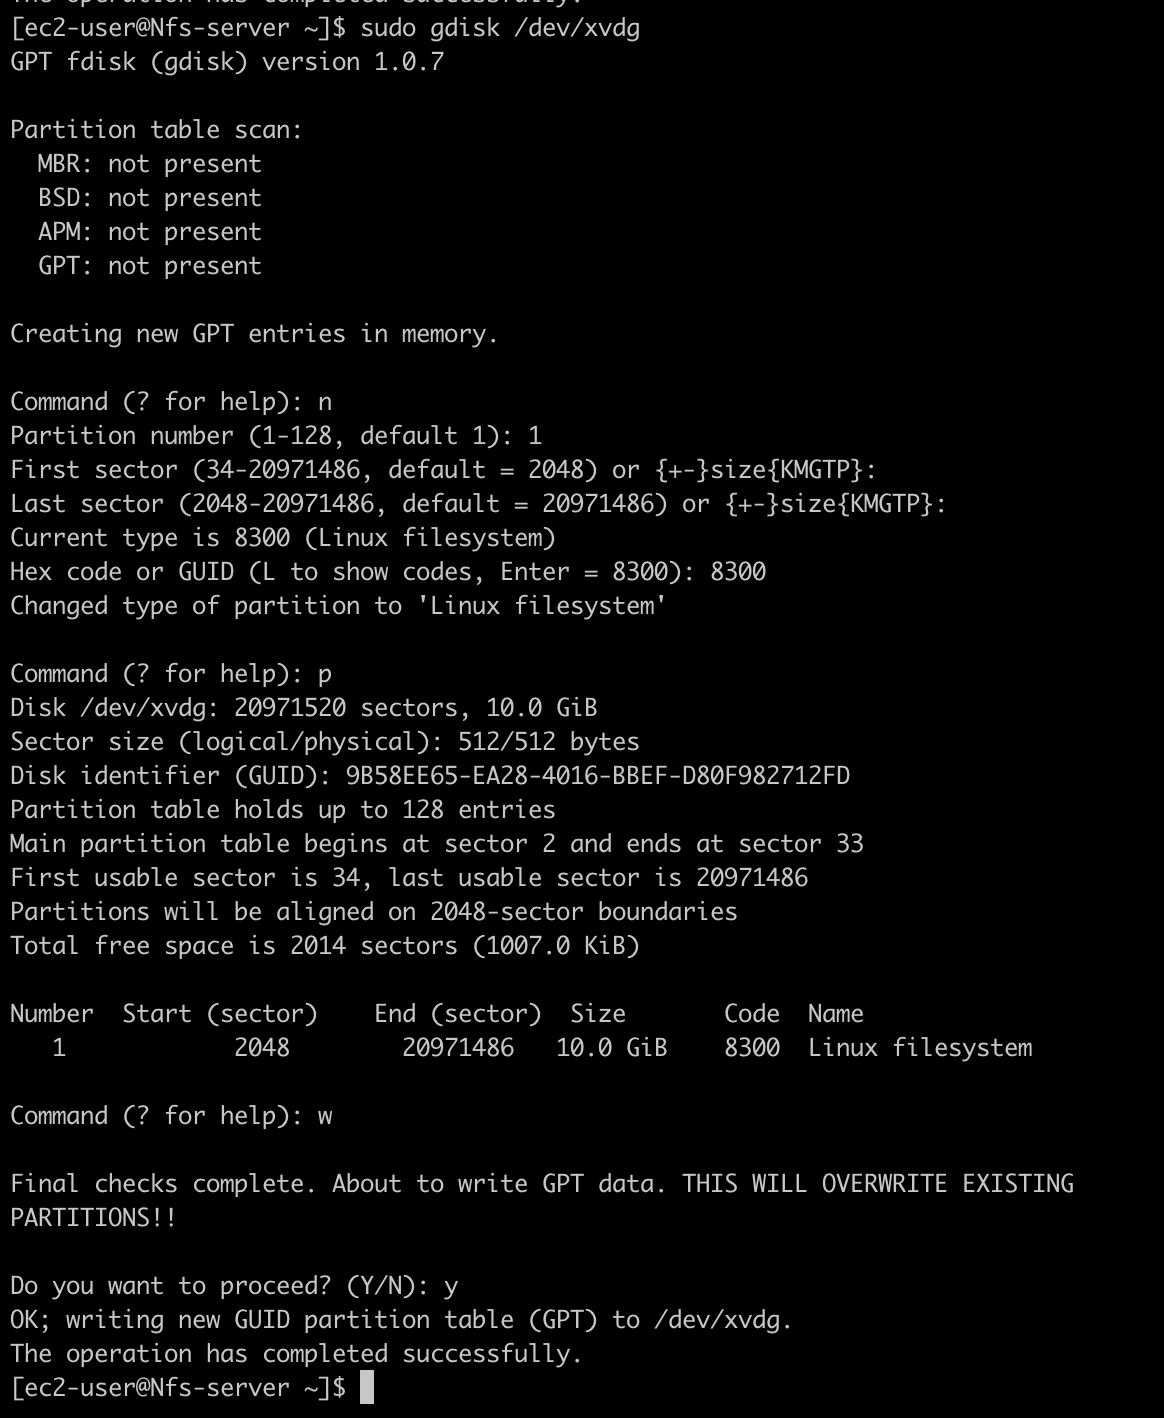 The operation has completed successfully.
[ec2-user@Nfs-server ~]$ sudo gdisk /dev/xvdg
GPT fdisk (gdisk) version 1.0.7
Partition table scan:
  MBR: not present
  BSD: not present
  APM: not present
  GPT: not present
Creating new GPT entries in memory.
Command (? for help): n
Partition number (1-128, default 1): 1
First sector (34-20971486, default = 2048) or {+-}size{KMGTP}:
Last sector (2048-20971486, default = 20971486) or {+-}size{KMGTP}:
Current type is 8300 (Linux filesystem)
Hex code or GUID (L to show codes, Enter = 8300): 8300
Changed type of partition to 'Linux filesystem'
Command (? for help): p
Disk /dev/xvdg: 20971520 sectors, 10.0 GiB
Sector size (logical/physical): 512/512 bytes
Disk identifier (GUID): 9B58EE65-EA28-4016-BBEF-D80F982712FD
Partition table holds up to 128 entries
Main partition table begins at sector 2 and ends at sector 33
First usable sector is 34, last usable sector is 20971486
Partitions will be aligned on 2048-sector boundaries
Total free space is 2014 sectors (1007.0 KiB)
Number  Start (sector)    End (sector)  Size       Code  Name
   1            2048        20971486   10.0 GiB    8300  Linux filesystem
Command (? for help): w
Final checks complete. About to write GPT data. THIS WILL OVERWRITE EXISTING
PARTITIONS!!
Do you want to proceed? (Y/N): y
OK; writing new GUID partition table (GPT) to /dev/xvdg.
The operation has completed successfully.
[ec2-user@Nfs-server ~]$